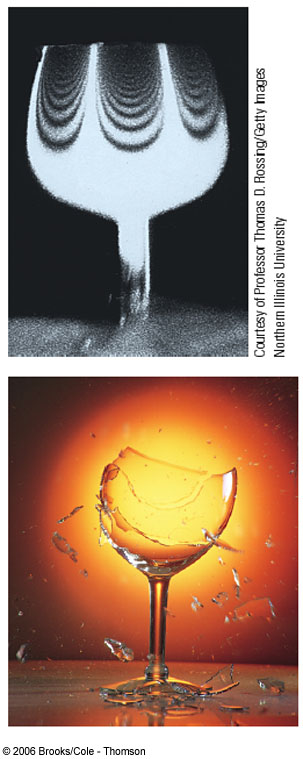 Courtesy of Professor Thomas D. Rossing/Getty Images
Northern Illinois University
© 2006 Brooks/Cole - Thomson